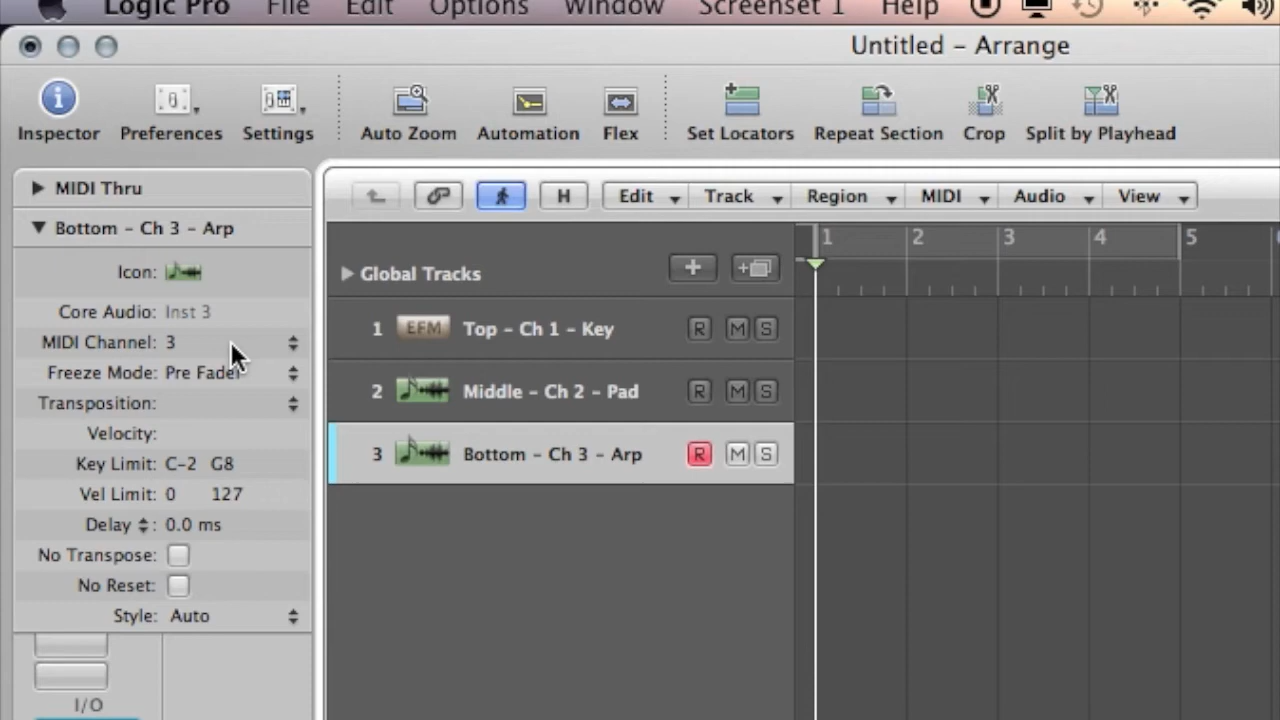 Logic Pro File Edit Options Window Screenset 1 Help
Untitled – Arrange
Inspector Preferences Settings Auto Zoom Automation Flex Set Locators Repeat Section Crop Split by Playhead
MIDI Thru
H Edit Track Region MIDI Audio View
Bottom – Ch 3 – Arp
1 2 3 4 5
Icon:
Global Tracks
Core Audio: Inst 3
1 EFM Top – Ch 1 – Key R M S
MIDI Channel: 3
Freeze Mode: Pre Fader
2 Middle – Ch 2 – Pad R M S
Transposition:
Velocity:
3 Bottom – Ch 3 – Arp R M S
Key Limit: C-2 G8
Vel Limit: 0 127
Delay : 0.0 ms
No Transpose:
No Reset:
Style: Auto
I/O